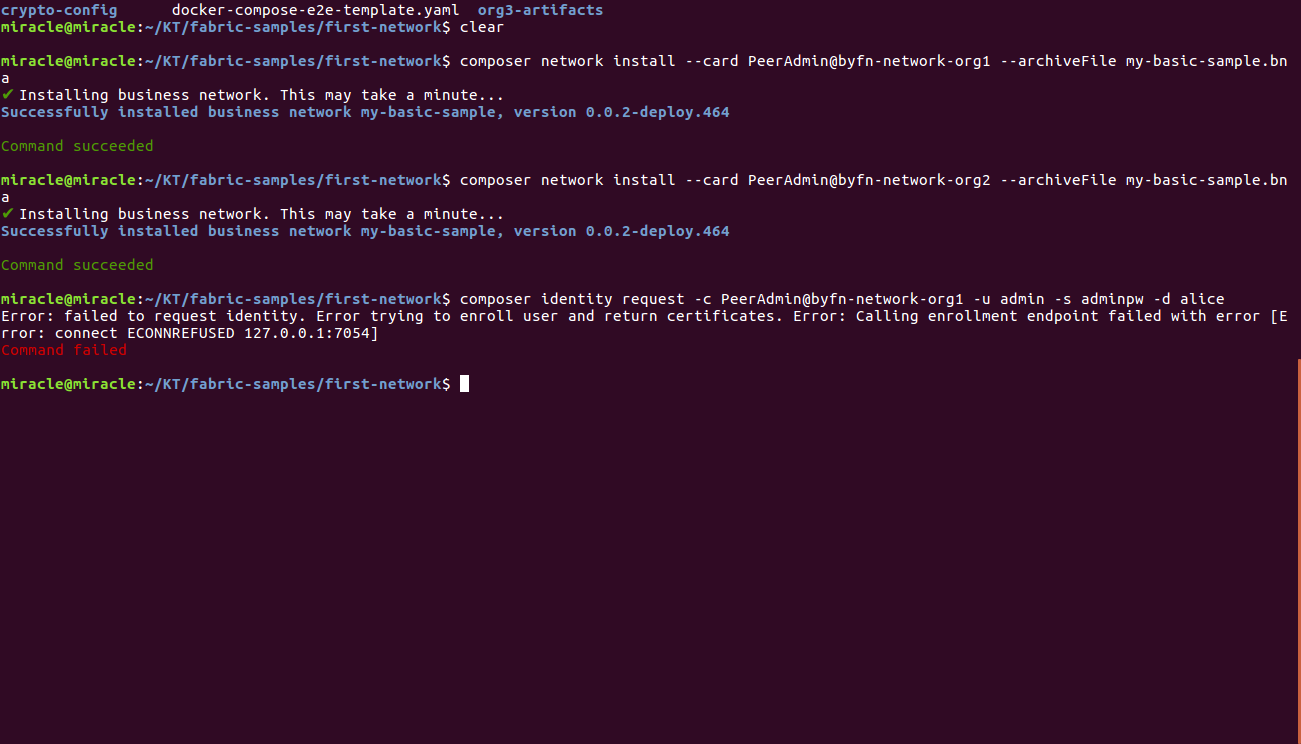 crypto-config      docker-compose-e2e-template.yaml  org3-artifacts
miracle@miracle:~/KT/fabric-samples/first-network$ clear
miracle@miracle:~/KT/fabric-samples/first-network$ composer network install --card PeerAdmin@byfn-network-org1 --archiveFile my-basic-sample.bn
a
✔ Installing business network. This may take a minute...
Successfully installed business network my-basic-sample, version 0.0.2-deploy.464
Command succeeded
miracle@miracle:~/KT/fabric-samples/first-network$ composer network install --card PeerAdmin@byfn-network-org2 --archiveFile my-basic-sample.bn
a
✔ Installing business network. This may take a minute...
Successfully installed business network my-basic-sample, version 0.0.2-deploy.464
Command succeeded
miracle@miracle:~/KT/fabric-samples/first-network$ composer identity request -c PeerAdmin@byfn-network-org1 -u admin -s adminpw -d alice
Error: failed to request identity. Error trying to enroll user and return certificates. Error: Calling enrollment endpoint failed with error [E
rror: connect ECONNREFUSED 127.0.0.1:7054]
Command failed
miracle@miracle:~/KT/fabric-samples/first-network$